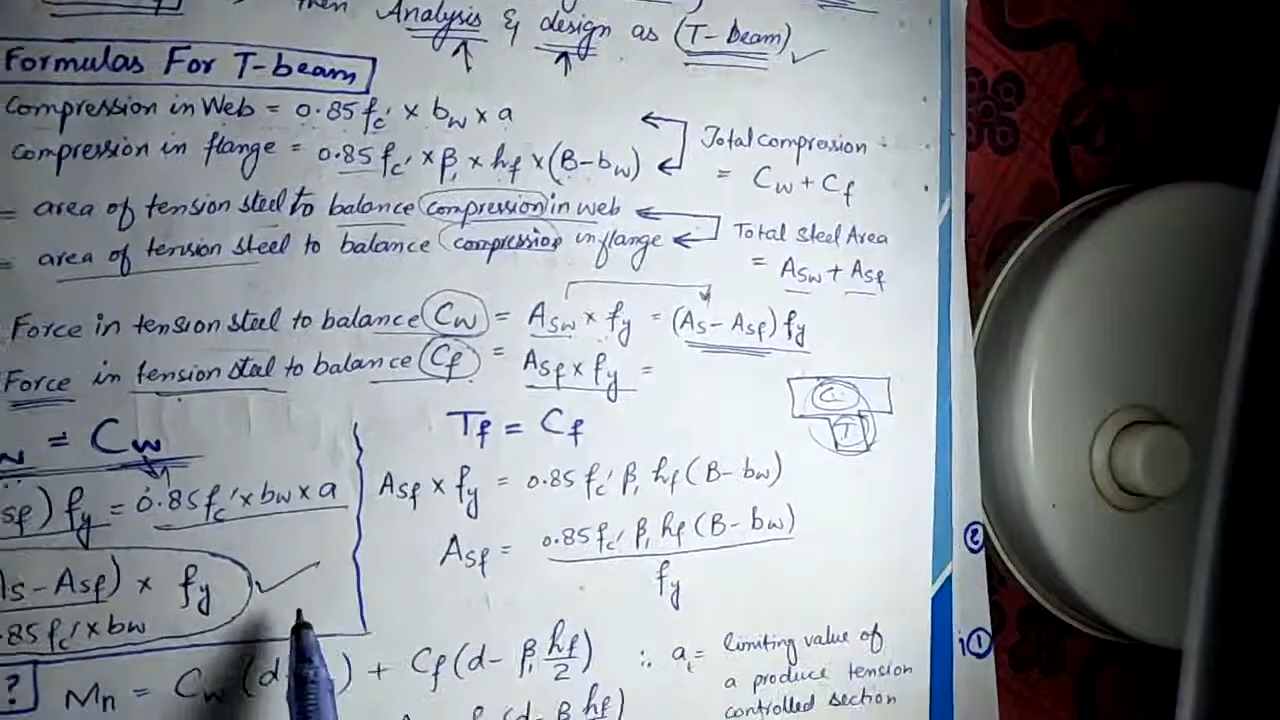 then Analysis & design as (T-beam)
Formulas For T-beam
Compression in Web = 0.85 fc' × bw × a
Compression in flange = 0.85 fc' × β₁ × hf × (B-bw)
Total compression
= Cw + Cf
= area of tension steel to balance compression in web
= area of tension steel to balance compression in flange
Total Steel Area
= Asw + Asf
Force in tension steel to balance Cw = Asw × fy = (As - Asf) fy
Force in tension steel to balance Cf = Asf × fy =
w = Cw
sf) fy = 0.85 fc' × bw × a
As - Asf) × fy
.85 fc' × bw
Tf = Cf
Asf × fy = 0.85 fc' β₁ hf (B - bw)
Asf = 0.85 fc' β₁ hf (B - bw)
fy
C
T
? Mn = Cw (d ) + Cf (d - β₁ hf/2)
(d - β hf
∴ at = limiting value of
a produce tension
controlled section
2
1